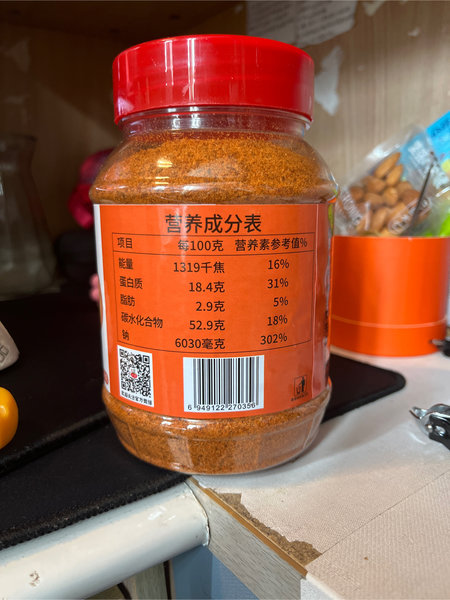 营养成分表
项目 每100克 营养素参考值%
能量 1319千焦 16%
蛋白质 18.4克 31%
脂肪 2.9克 5%
碳水化合物 52.9克 18%
钠 6030毫克 302%
6 949122 270356